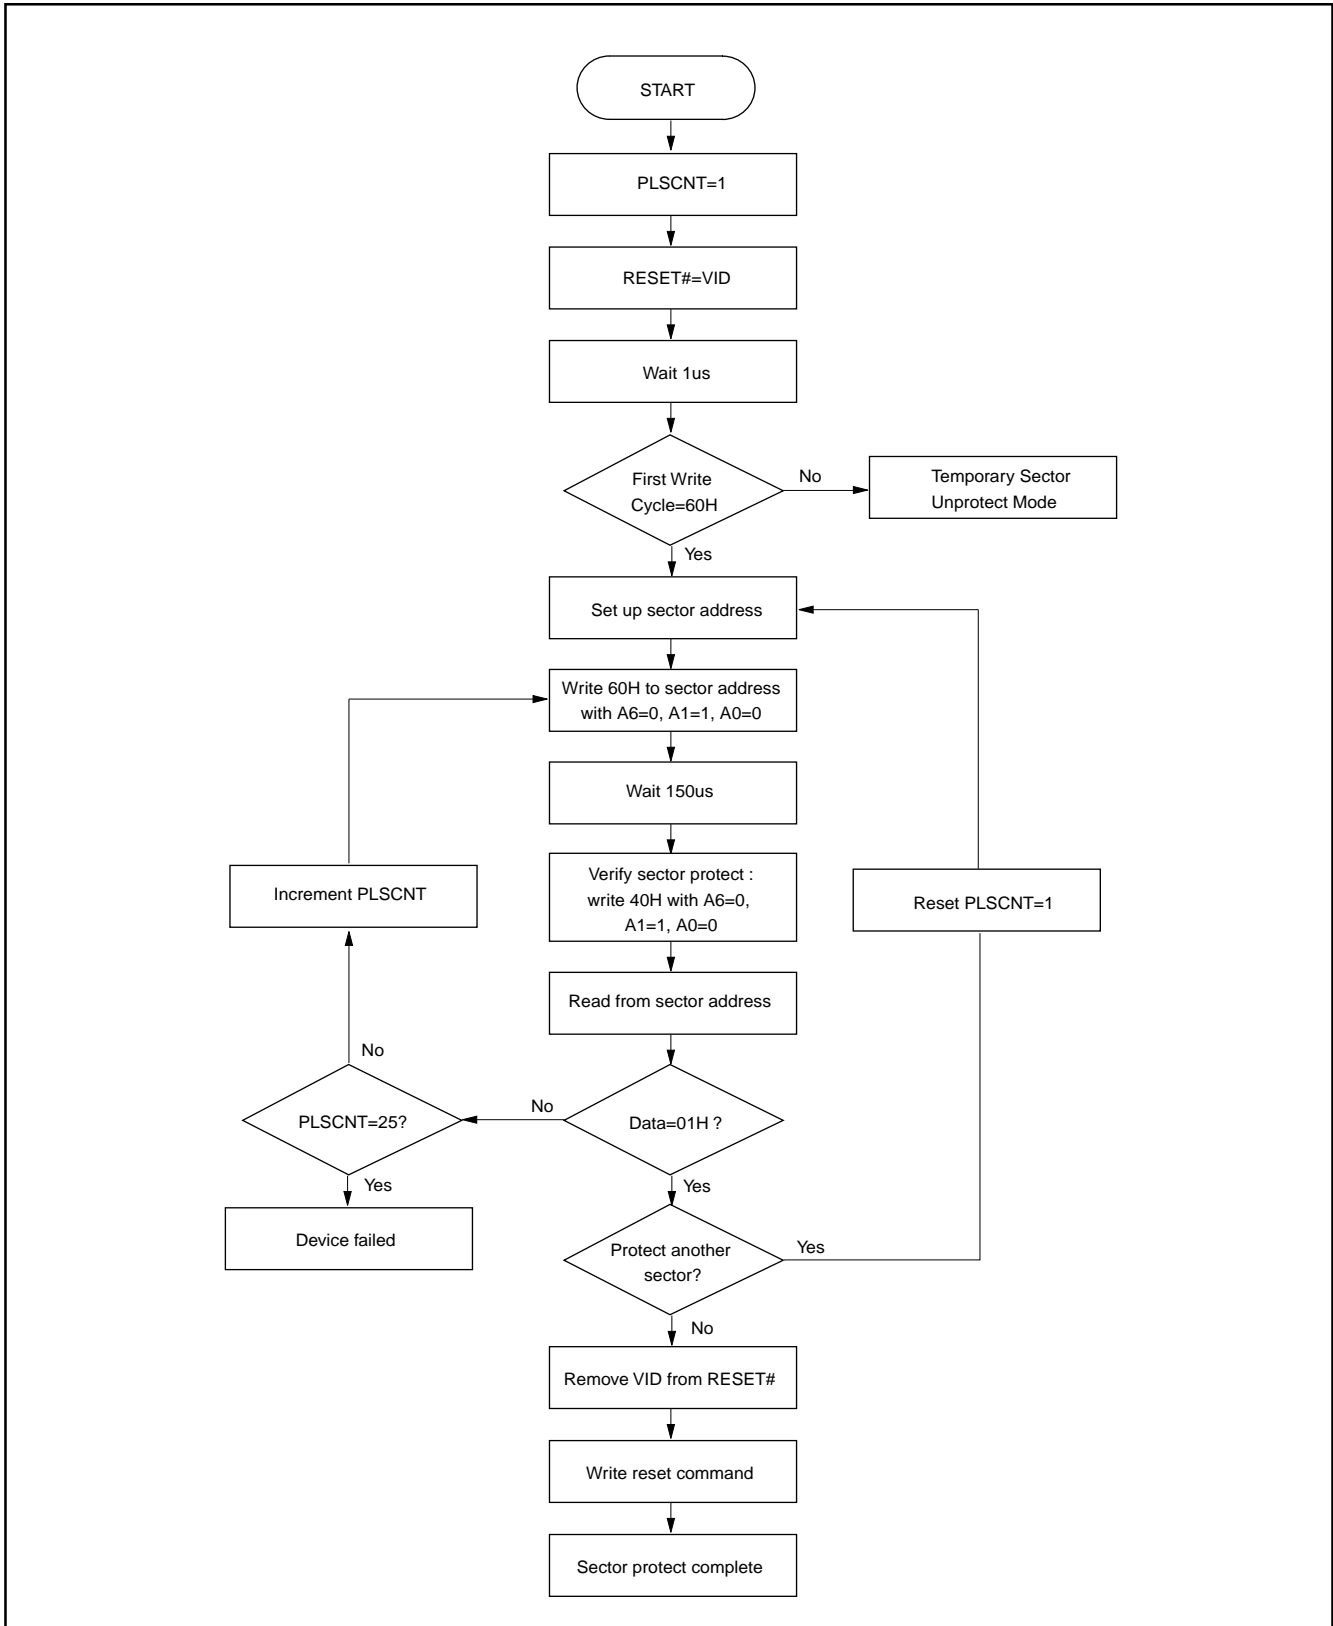 START
PLSCNT=1
RESET#=VID
Wait 1us
First Write
Cycle=60H
No
Temporary Sector
Unprotect Mode
Yes
Set up sector address
Write 60H to sector address
with A6=0, A1=1, A0=0
Wait 150us
Verify sector protect :
write 40H with A6=0,
A1=1, A0=0
Increment PLSCNT
Reset PLSCNT=1
Read from sector address
No
PLSCNT=25?
No
Data=01H ?
Yes
Yes
Device failed
Protect another
sector?
Yes
No
Remove VID from RESET#
Write reset command
Sector protect complete